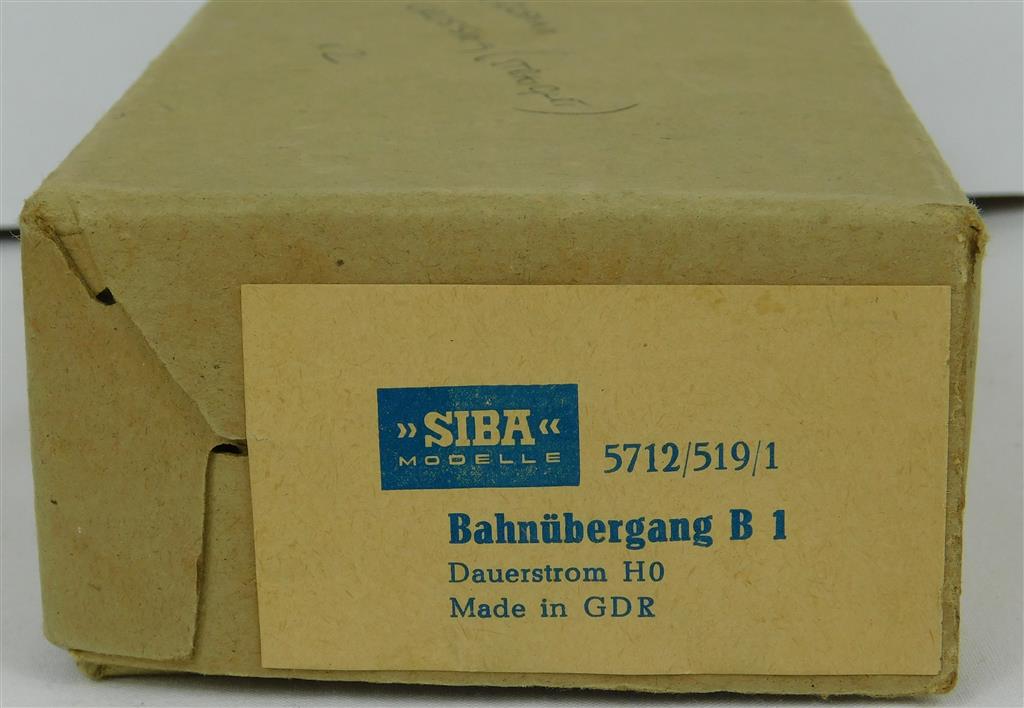 »SIBA«
MODELLE
5712/519/1
Bahnübergang B 1
Dauerstrom H0
Made in GDR